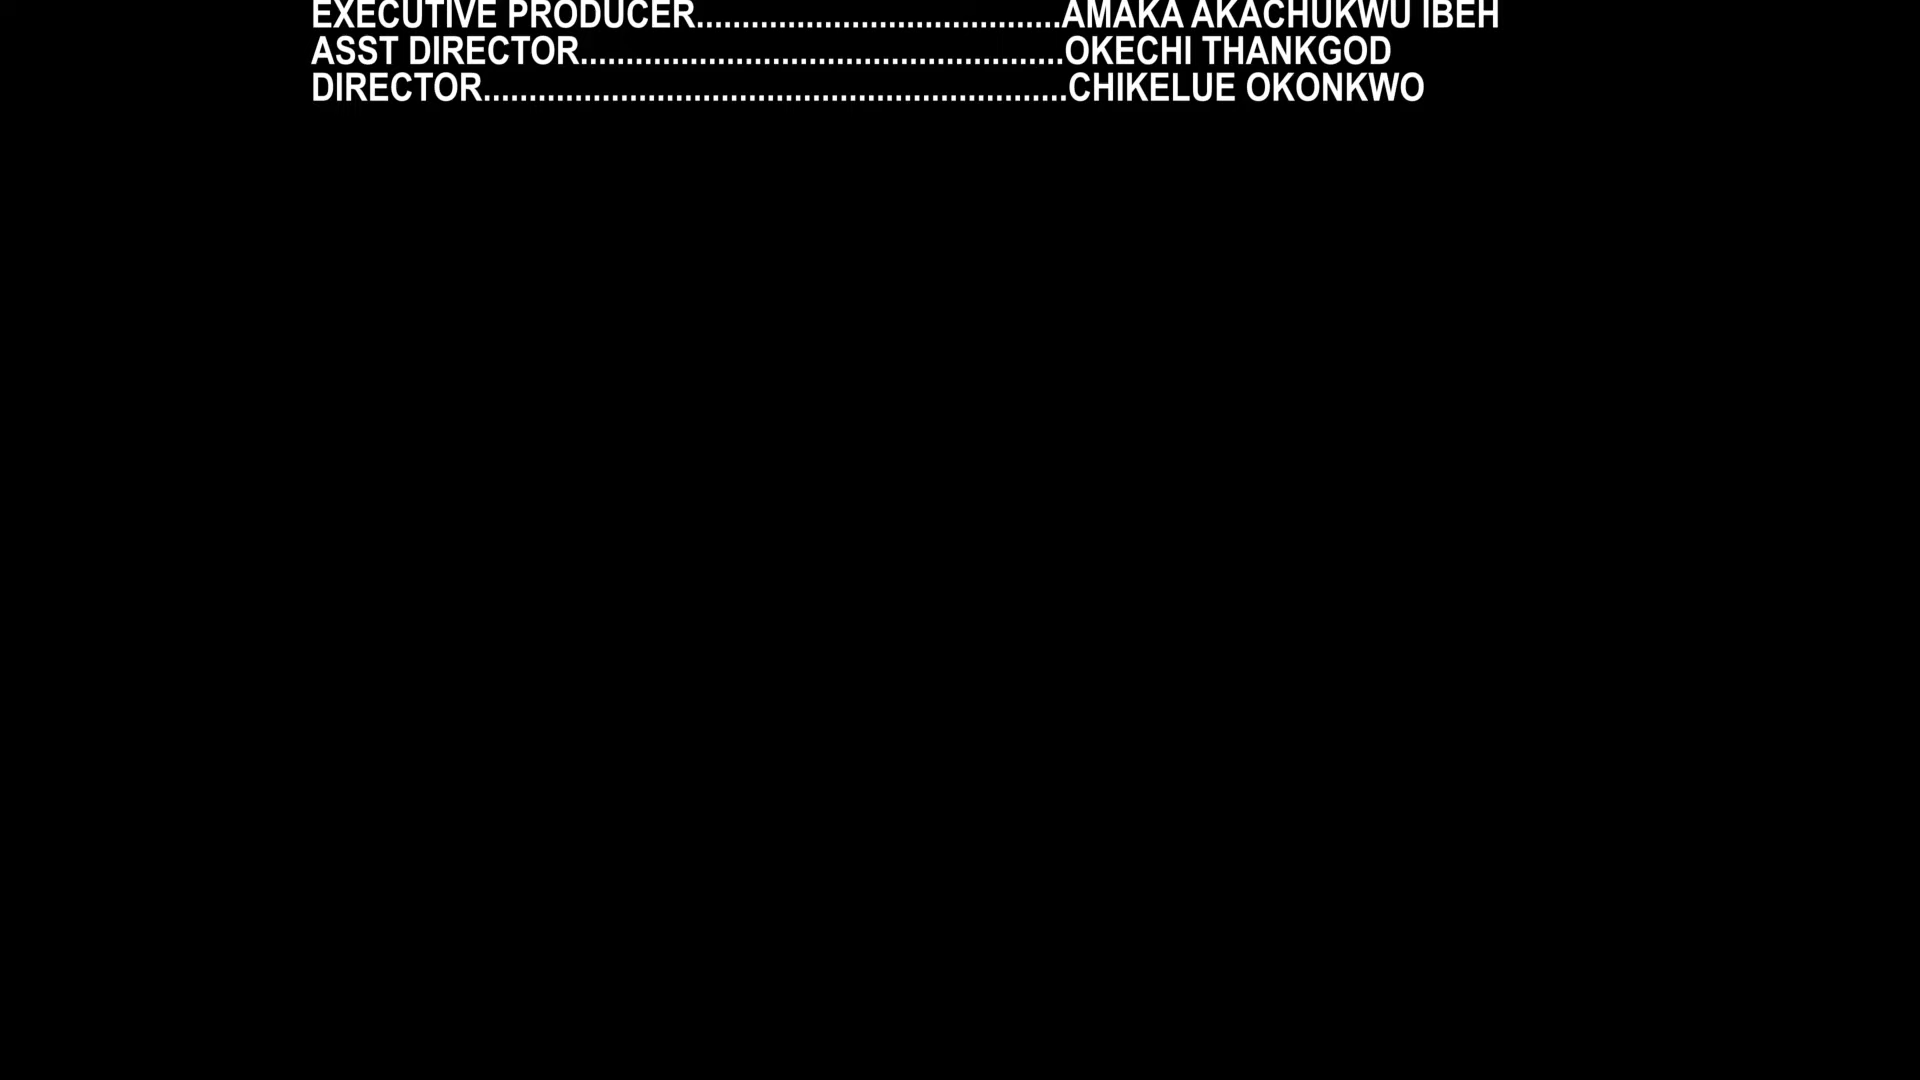 EXECUTIVE PRODUCER........................................AMAKA AKACHUKWU IBEH
ASST DIRECTOR.....................................................OKECHI THANKGOD
DIRECTOR................................................................CHIKELUE OKONKWO